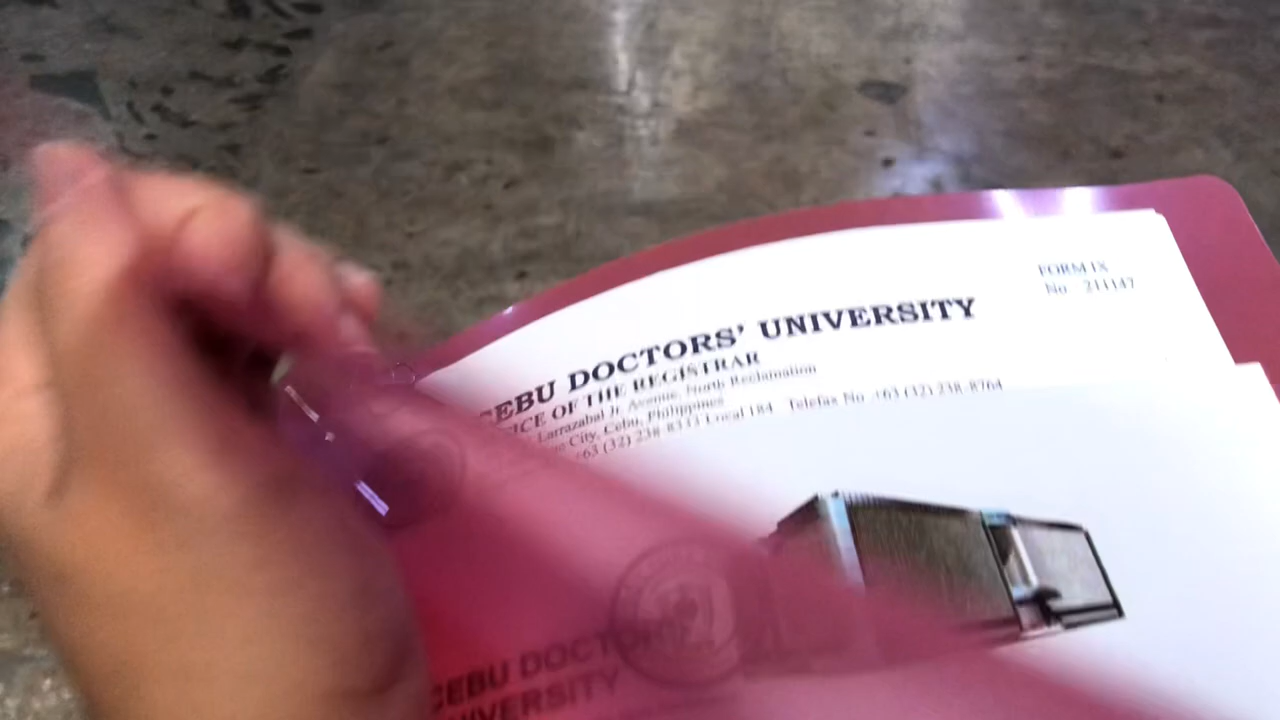 FORM IX
No 211147
CEBU DOCTORS' UNIVERSITY
OFFICE OF THE REGISTRAR
Larrazabal Jr. Avenue, North Reclamation
City, Cebu, Philippines
+63 (32) 238-8333 Local 184 Telefax No +63 (32) 238-8764
CEBU DOCTORS'
UNIVERSITY